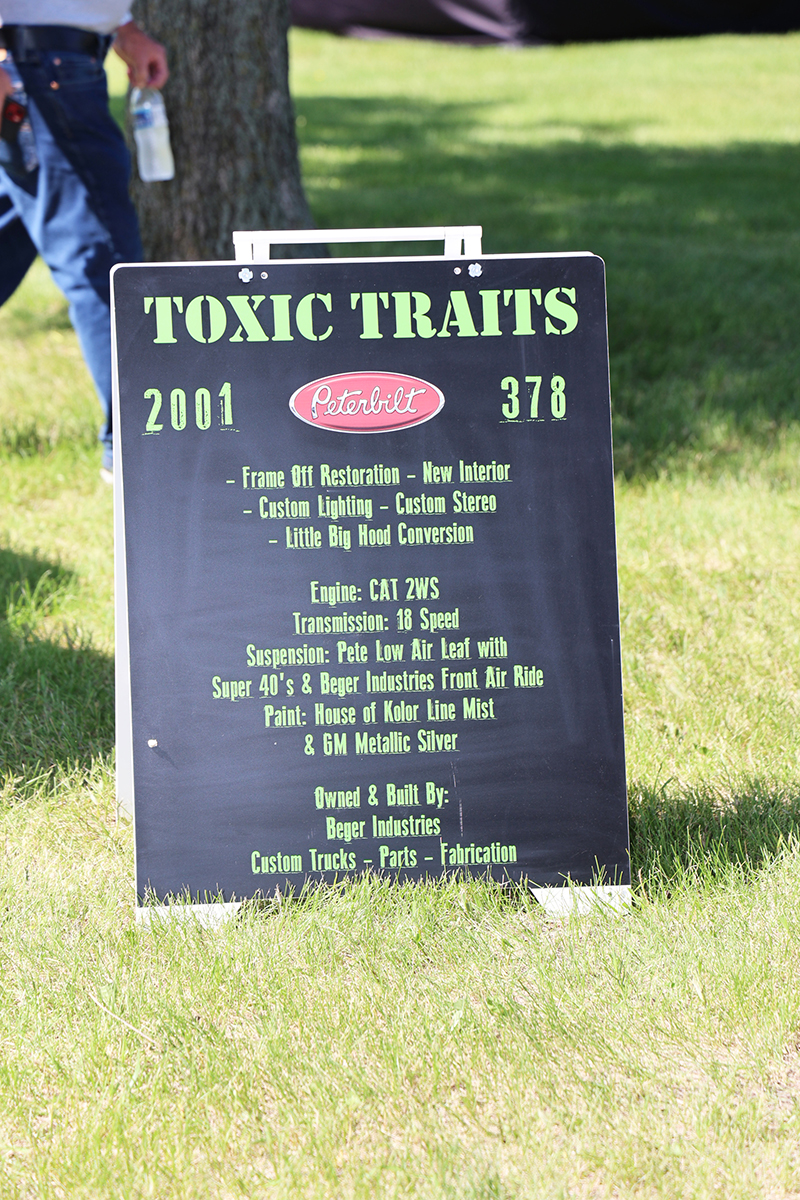 TOXIC TRAITS
2001 Peterbilt 378
- Frame Off Restoration - New Interior
- Custom Lighting - Custom Stereo
- Little Big Hood Conversion
Engine: CAT 2WS
Transmission: 18 Speed
Suspension: Pete Low Air Leaf with
Super 40's & Beger Industries Front Air Ride
Paint: House of Kolor Lime Mist
& GM Metallic Silver
Owned & Built By:
Beger Industries
Custom Trucks - Parts - Fabrication